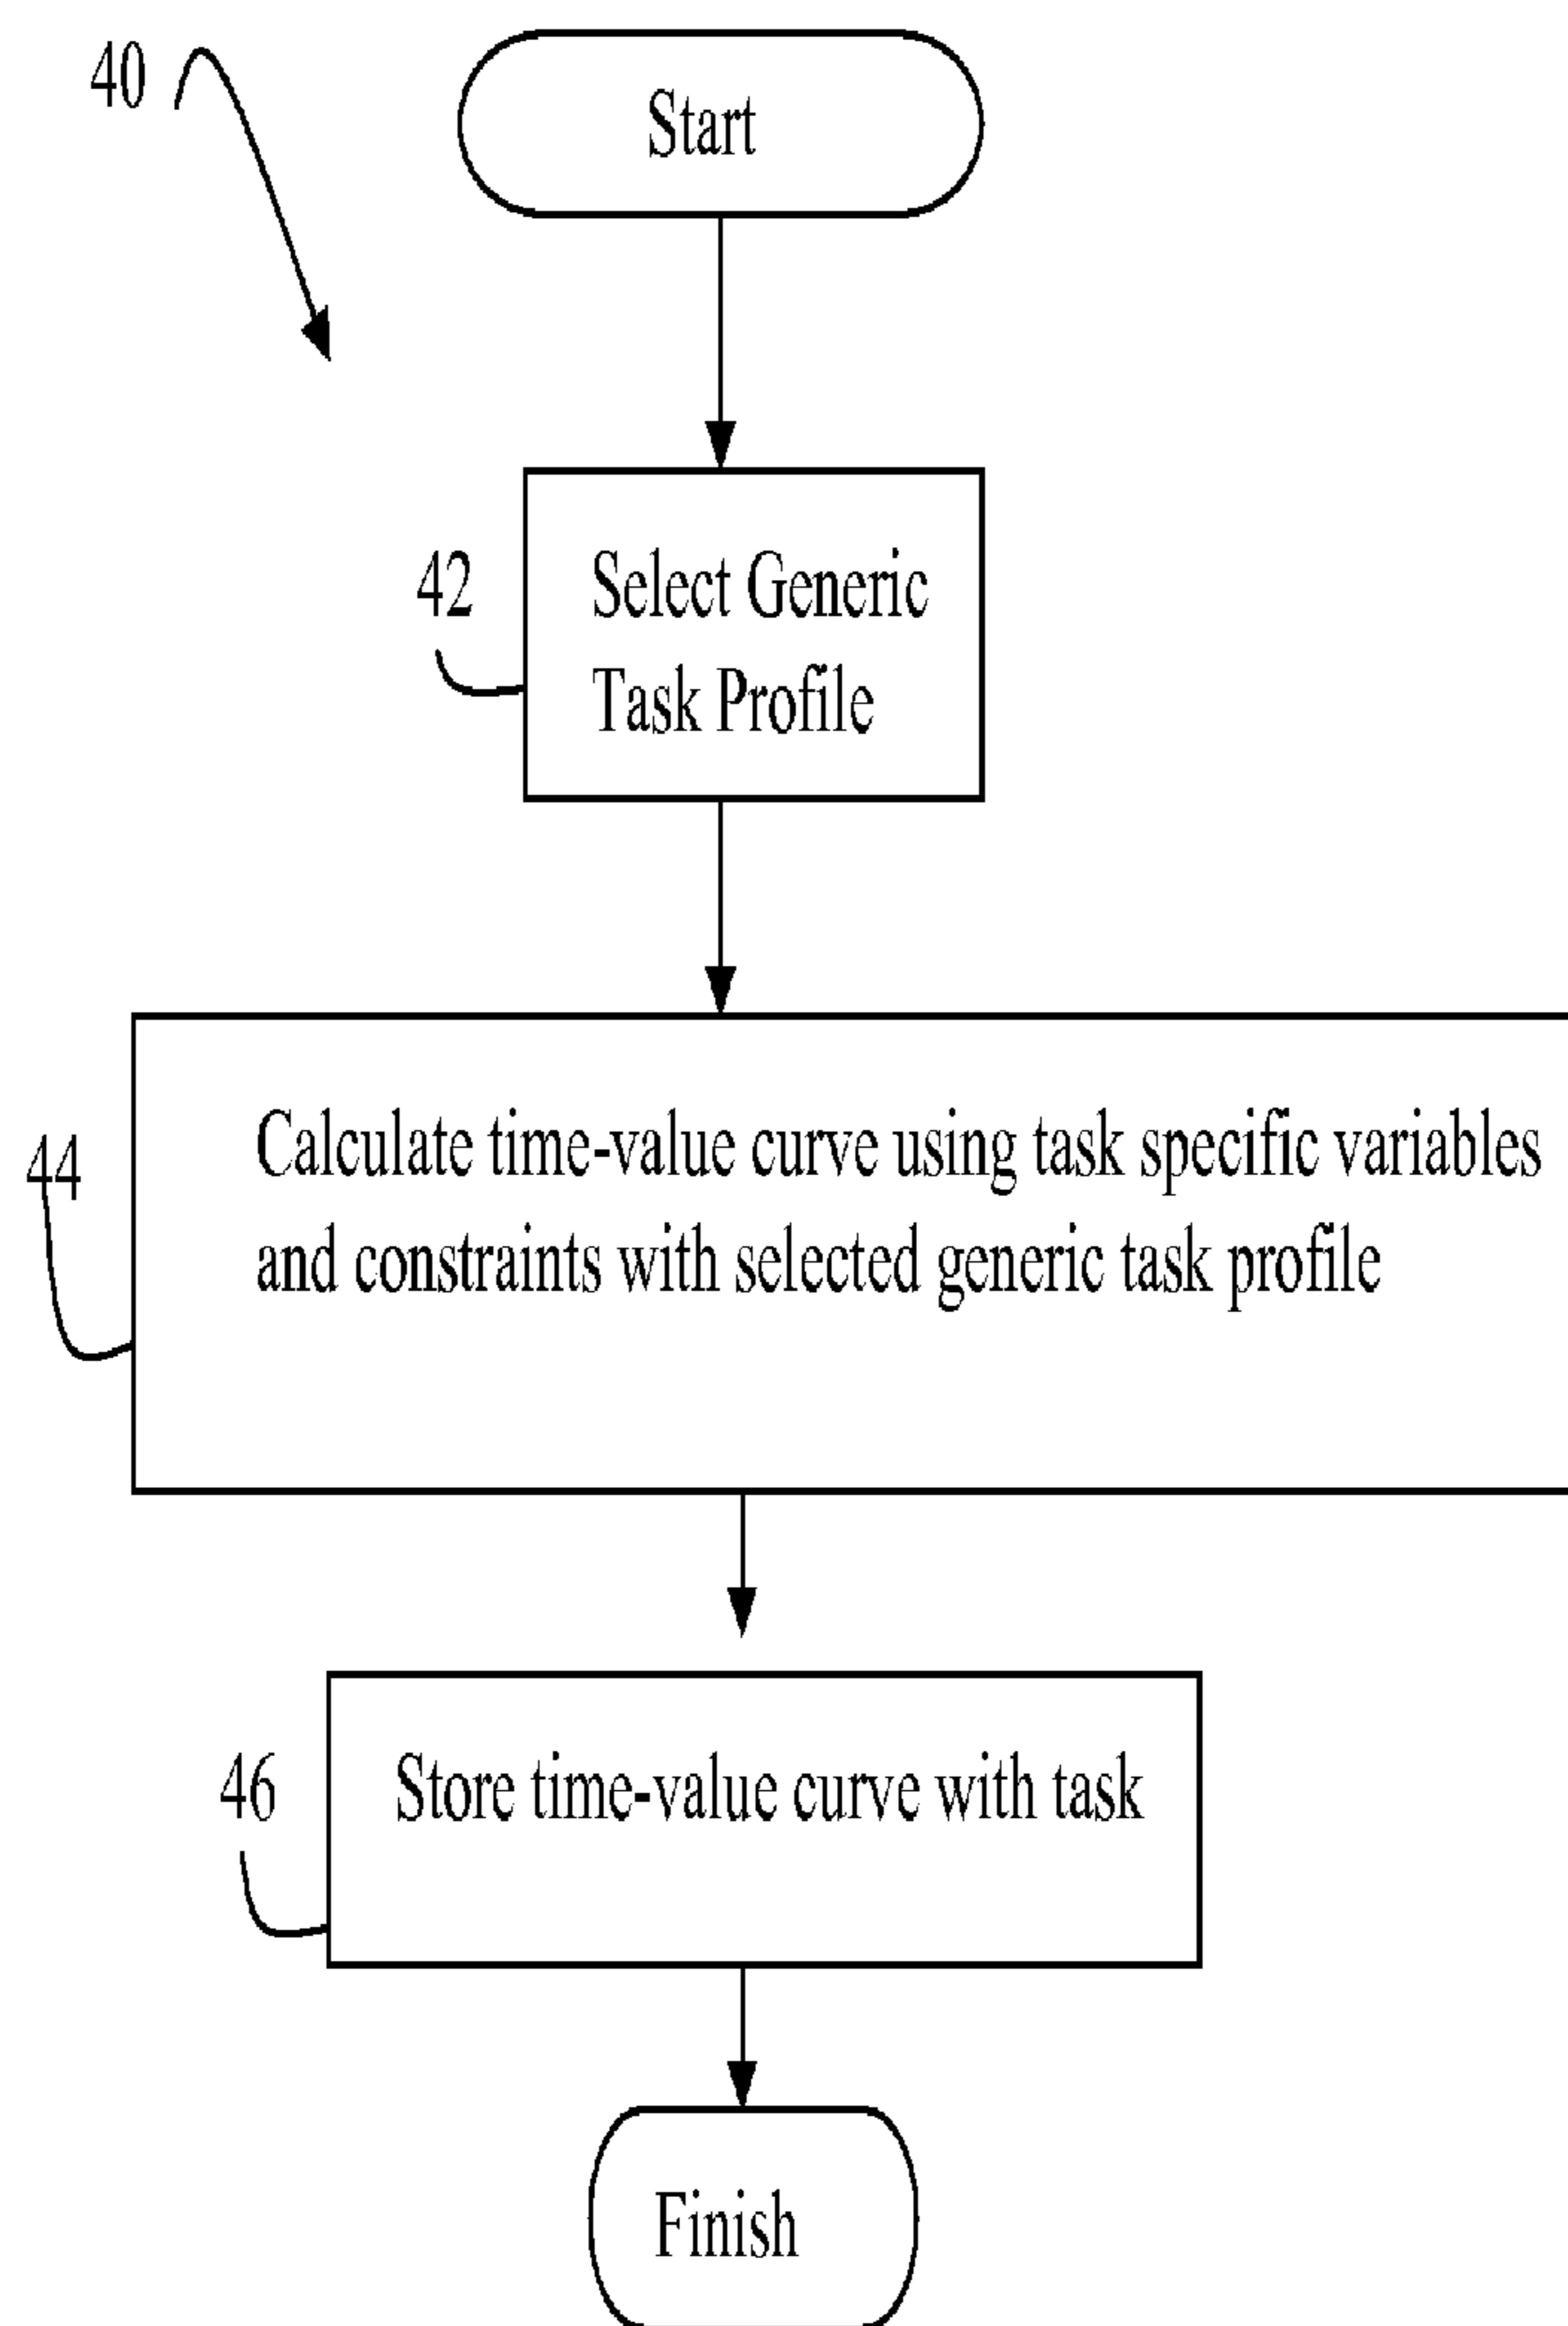 40
Start
42
Select Generic
Task Profile
44
Calculate time-value curve using task specific variables
and constraints with selected generic task profile
46
Store time-value curve with task
Finish